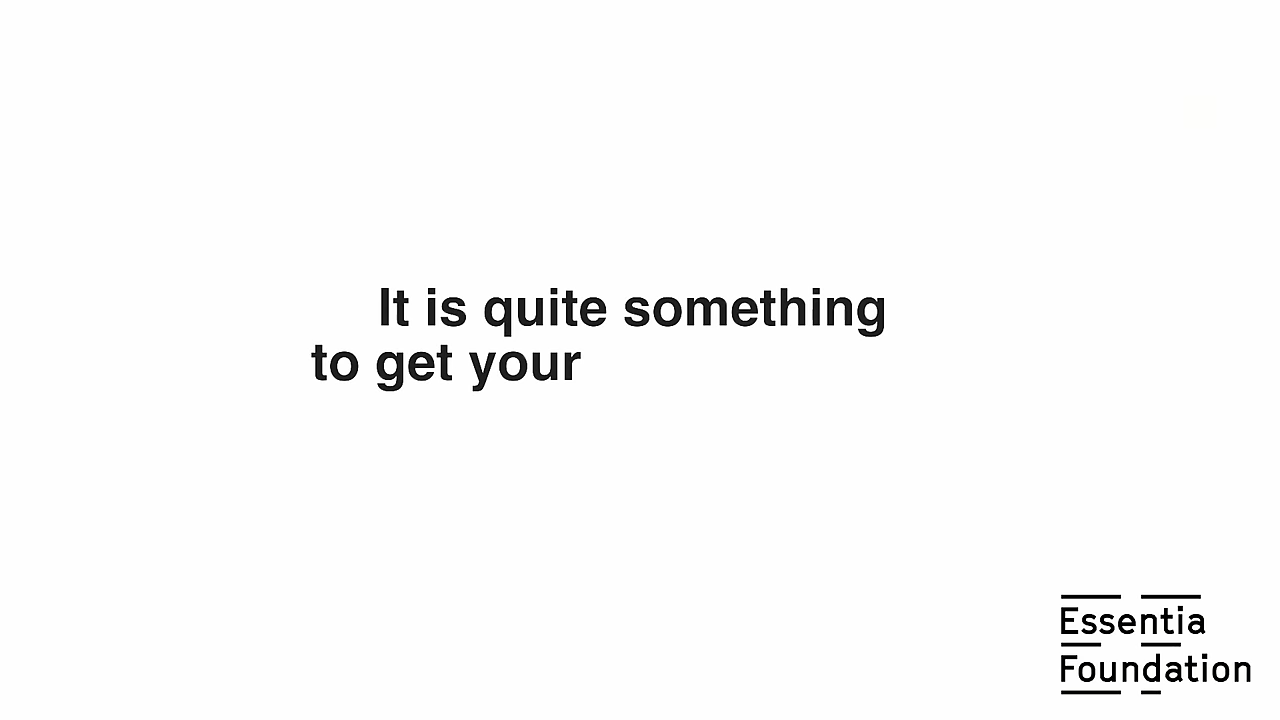 It is quite something
to get your
Essentia
Foundation